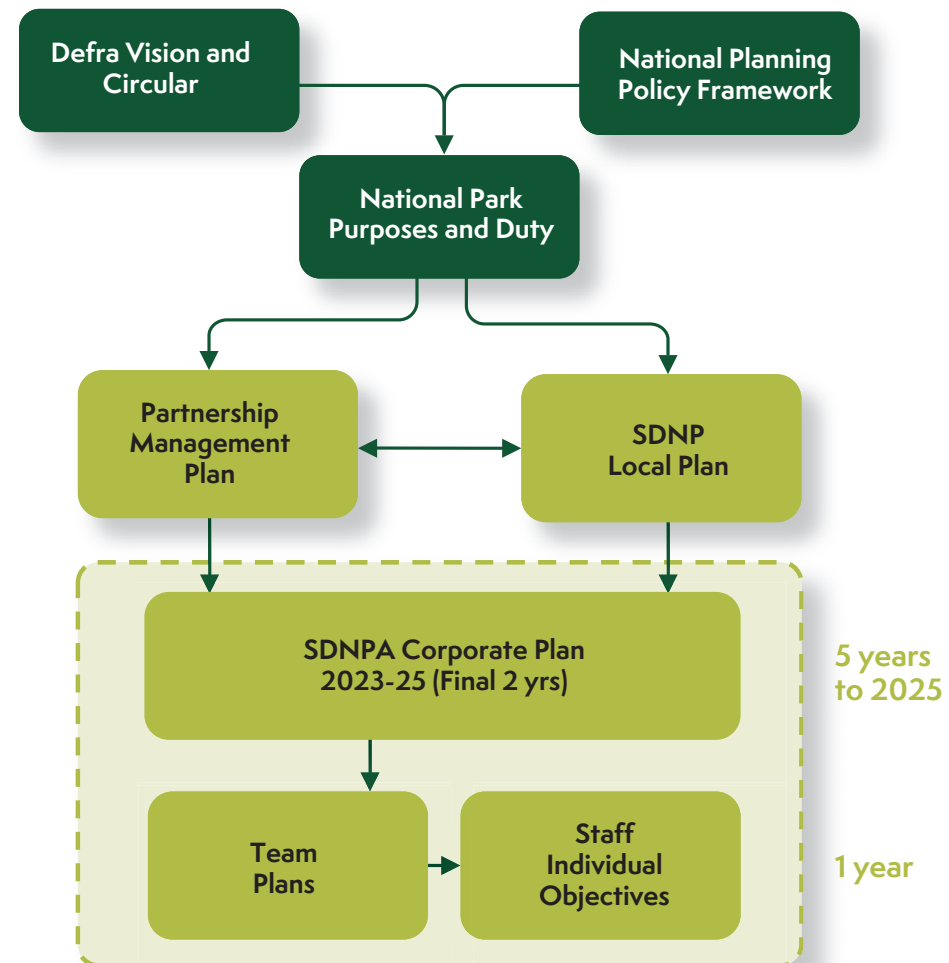 Defra Vision and
Circular
National Planning
Policy Framework
National Park
Purposes and Duty
Partnership
Management
Plan
SDNP
Local Plan
SDNPA Corporate Plan
2023-25 (Final 2 yrs)
5 years
to 2025
Team
Plans
Staff
Individual
Objectives
1 year